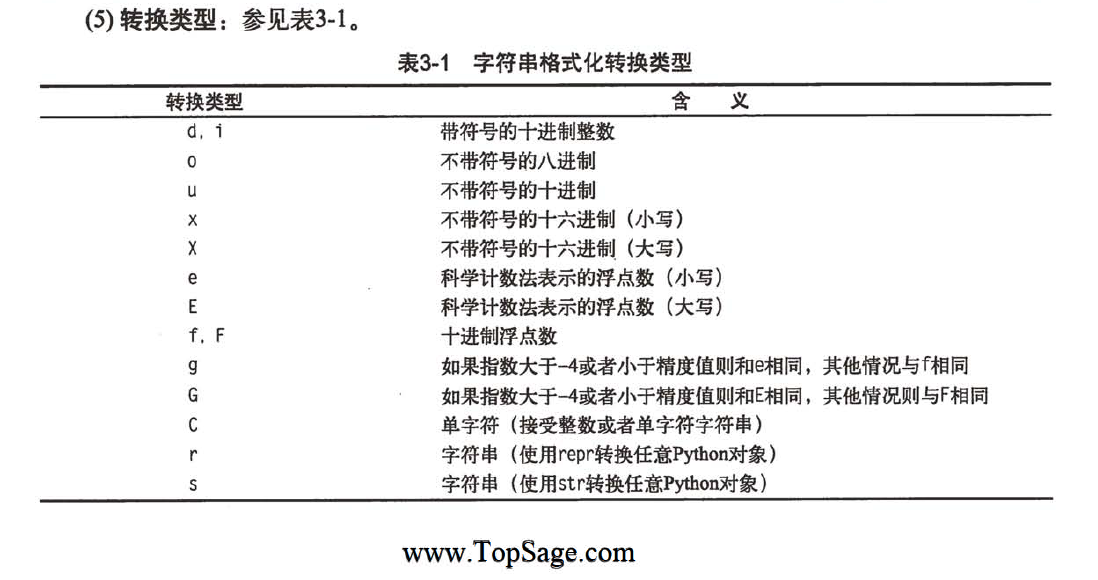 (5) 转换类型：参见表3-1。
表3-1 字符串格式化转换类型
转换类型 含 义
d, i 带符号的十进制整数
o 不带符号的八进制
u 不带符号的十进制
x 不带符号的十六进制（小写）
X 不带符号的十六进制（大写）
e 科学计数法表示的浮点数（小写）
E 科学计数法表示的浮点数（大写）
f, F 十进制浮点数
g 如果指数大于-4或者小于精度值则和e相同，其他情况与f相同
G 如果指数大于-4或者小于精度值则和E相同，其他情况则与F相同
C 单字符（接受整数或者单字符字符串）
r 字符串（使用repr转换任意Python对象）
s 字符串（使用str转换任意Python对象）
www.TopSage.com